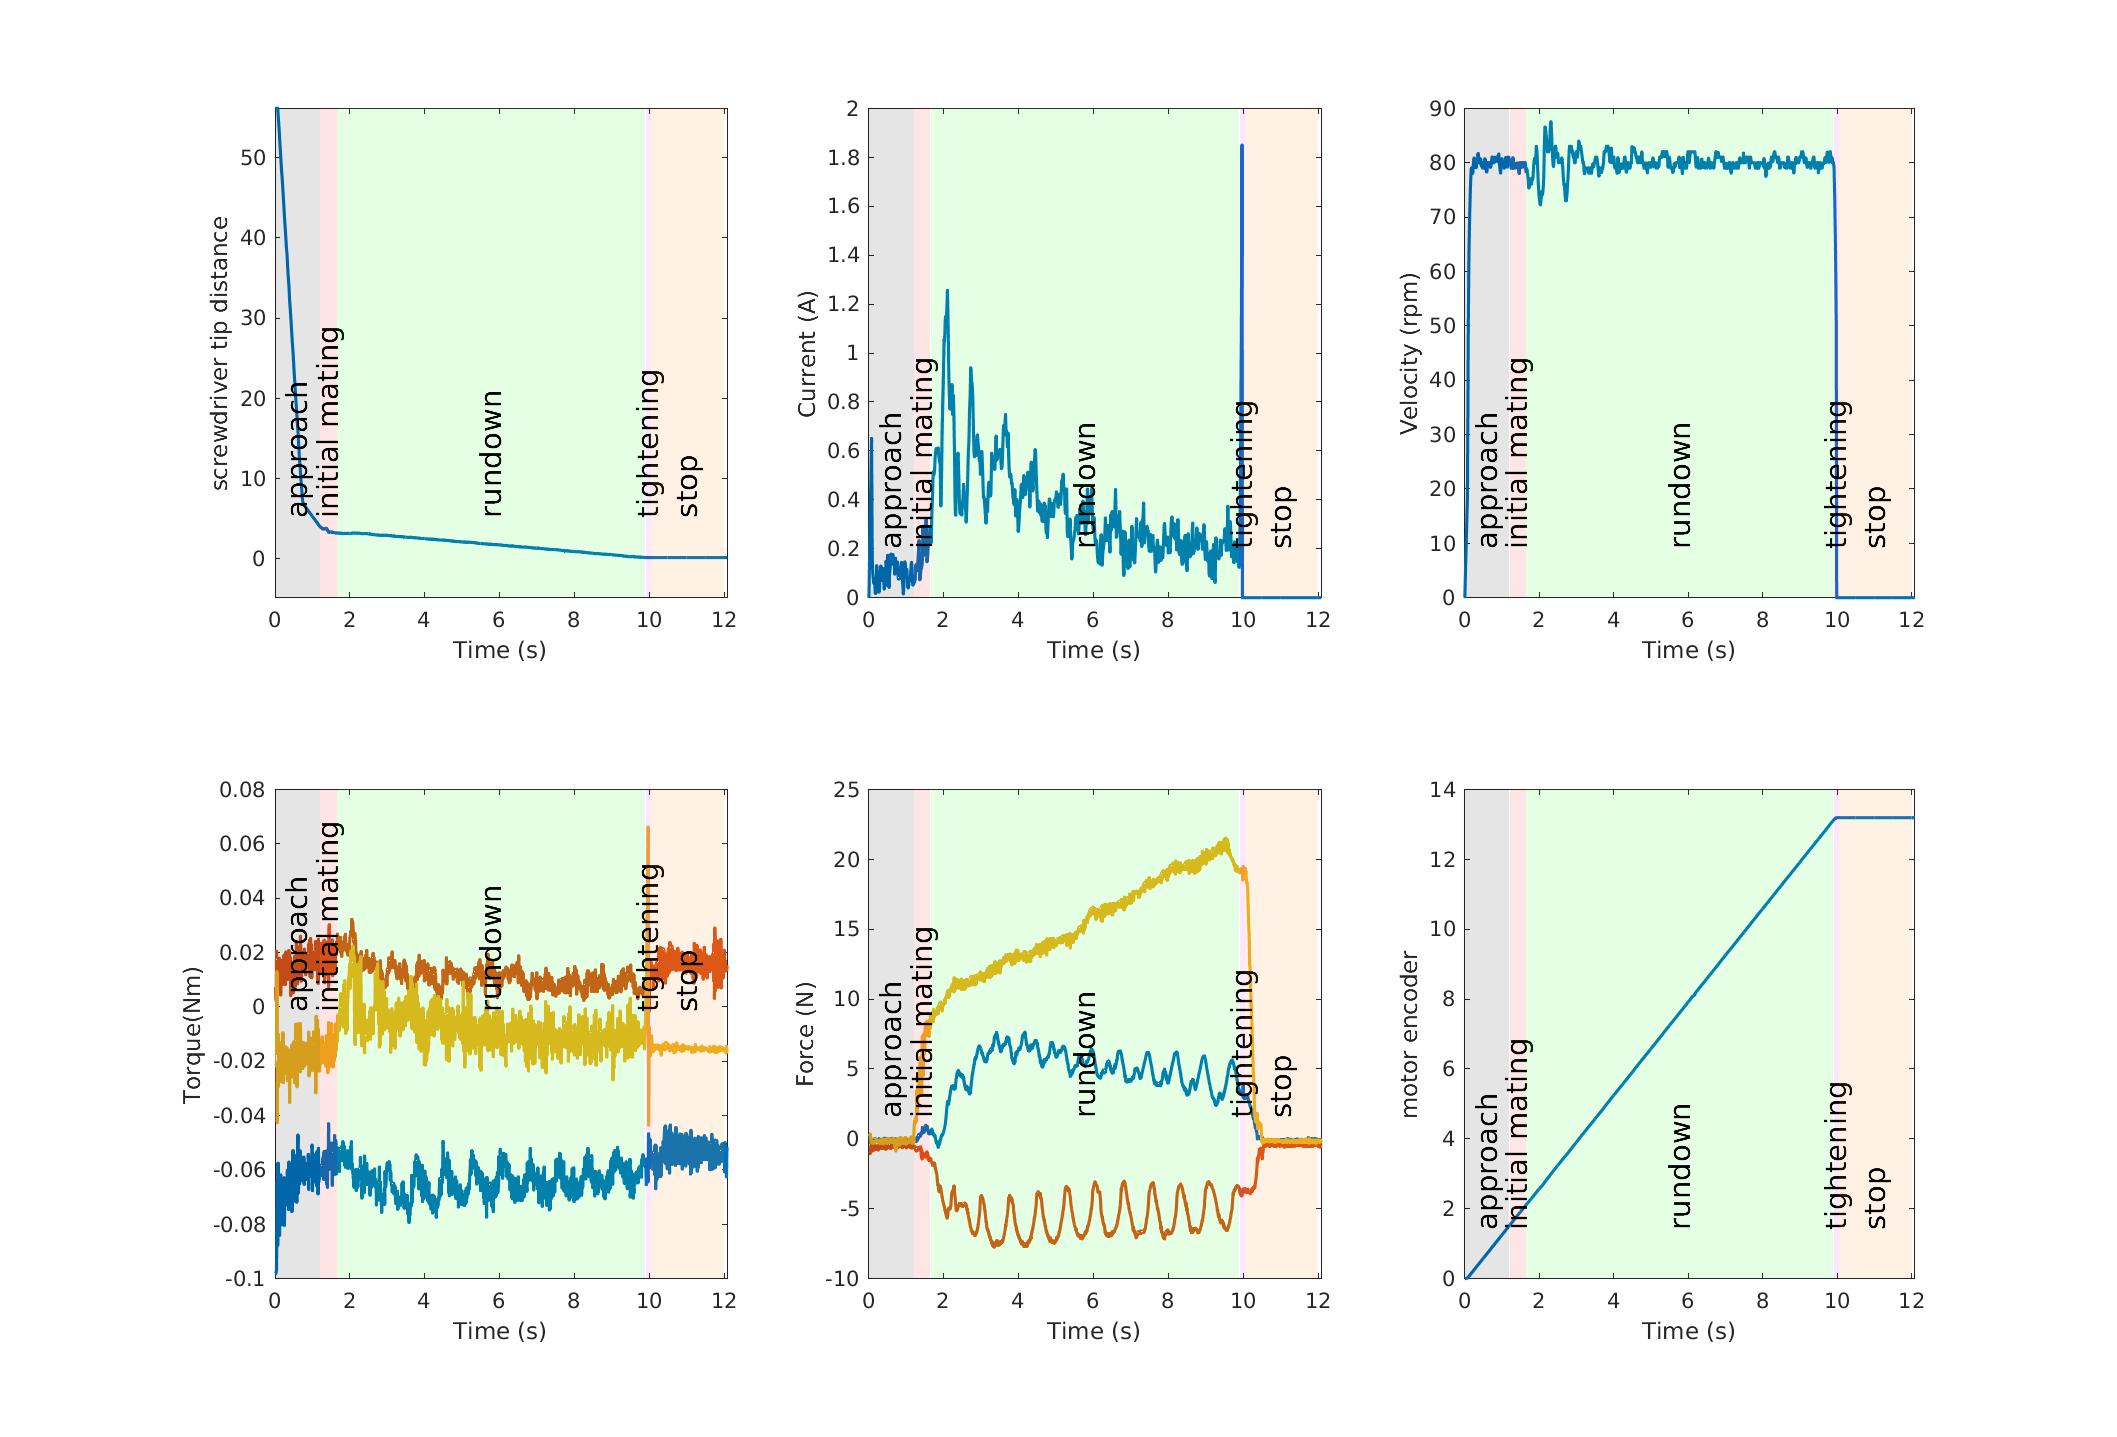 screwdriver tip distance
50
40
30
20
10
0
approach
initial mating
rundown
tightening
stop
0 2 4 6 8 10 12
Time (s)
Current (A)
2
1.8
1.6
1.4
1.2
1
0.8
0.6
0.4
0.2
0
approach
initial mating
rundown
tightening
stop
0 2 4 6 8 10 12
Time (s)
Velocity (rpm)
90
80
70
60
50
40
30
20
10
0
approach
initial mating
rundown
tightening
stop
0 2 4 6 8 10 12
Time (s)
Torque(Nm)
0.08
0.06
0.04
0.02
0
-0.02
-0.04
-0.06
-0.08
-0.1
approach
initial mating
rundown
tightening
stop
0 2 4 6 8 10 12
Time (s)
Force (N)
25
20
15
10
5
0
-5
-10
approach
initial mating
rundown
tightening
stop
0 2 4 6 8 10 12
Time (s)
motor encoder
14
12
10
8
6
4
2
0
approach
initial mating
rundown
tightening
stop
0 2 4 6 8 10 12
Time (s)